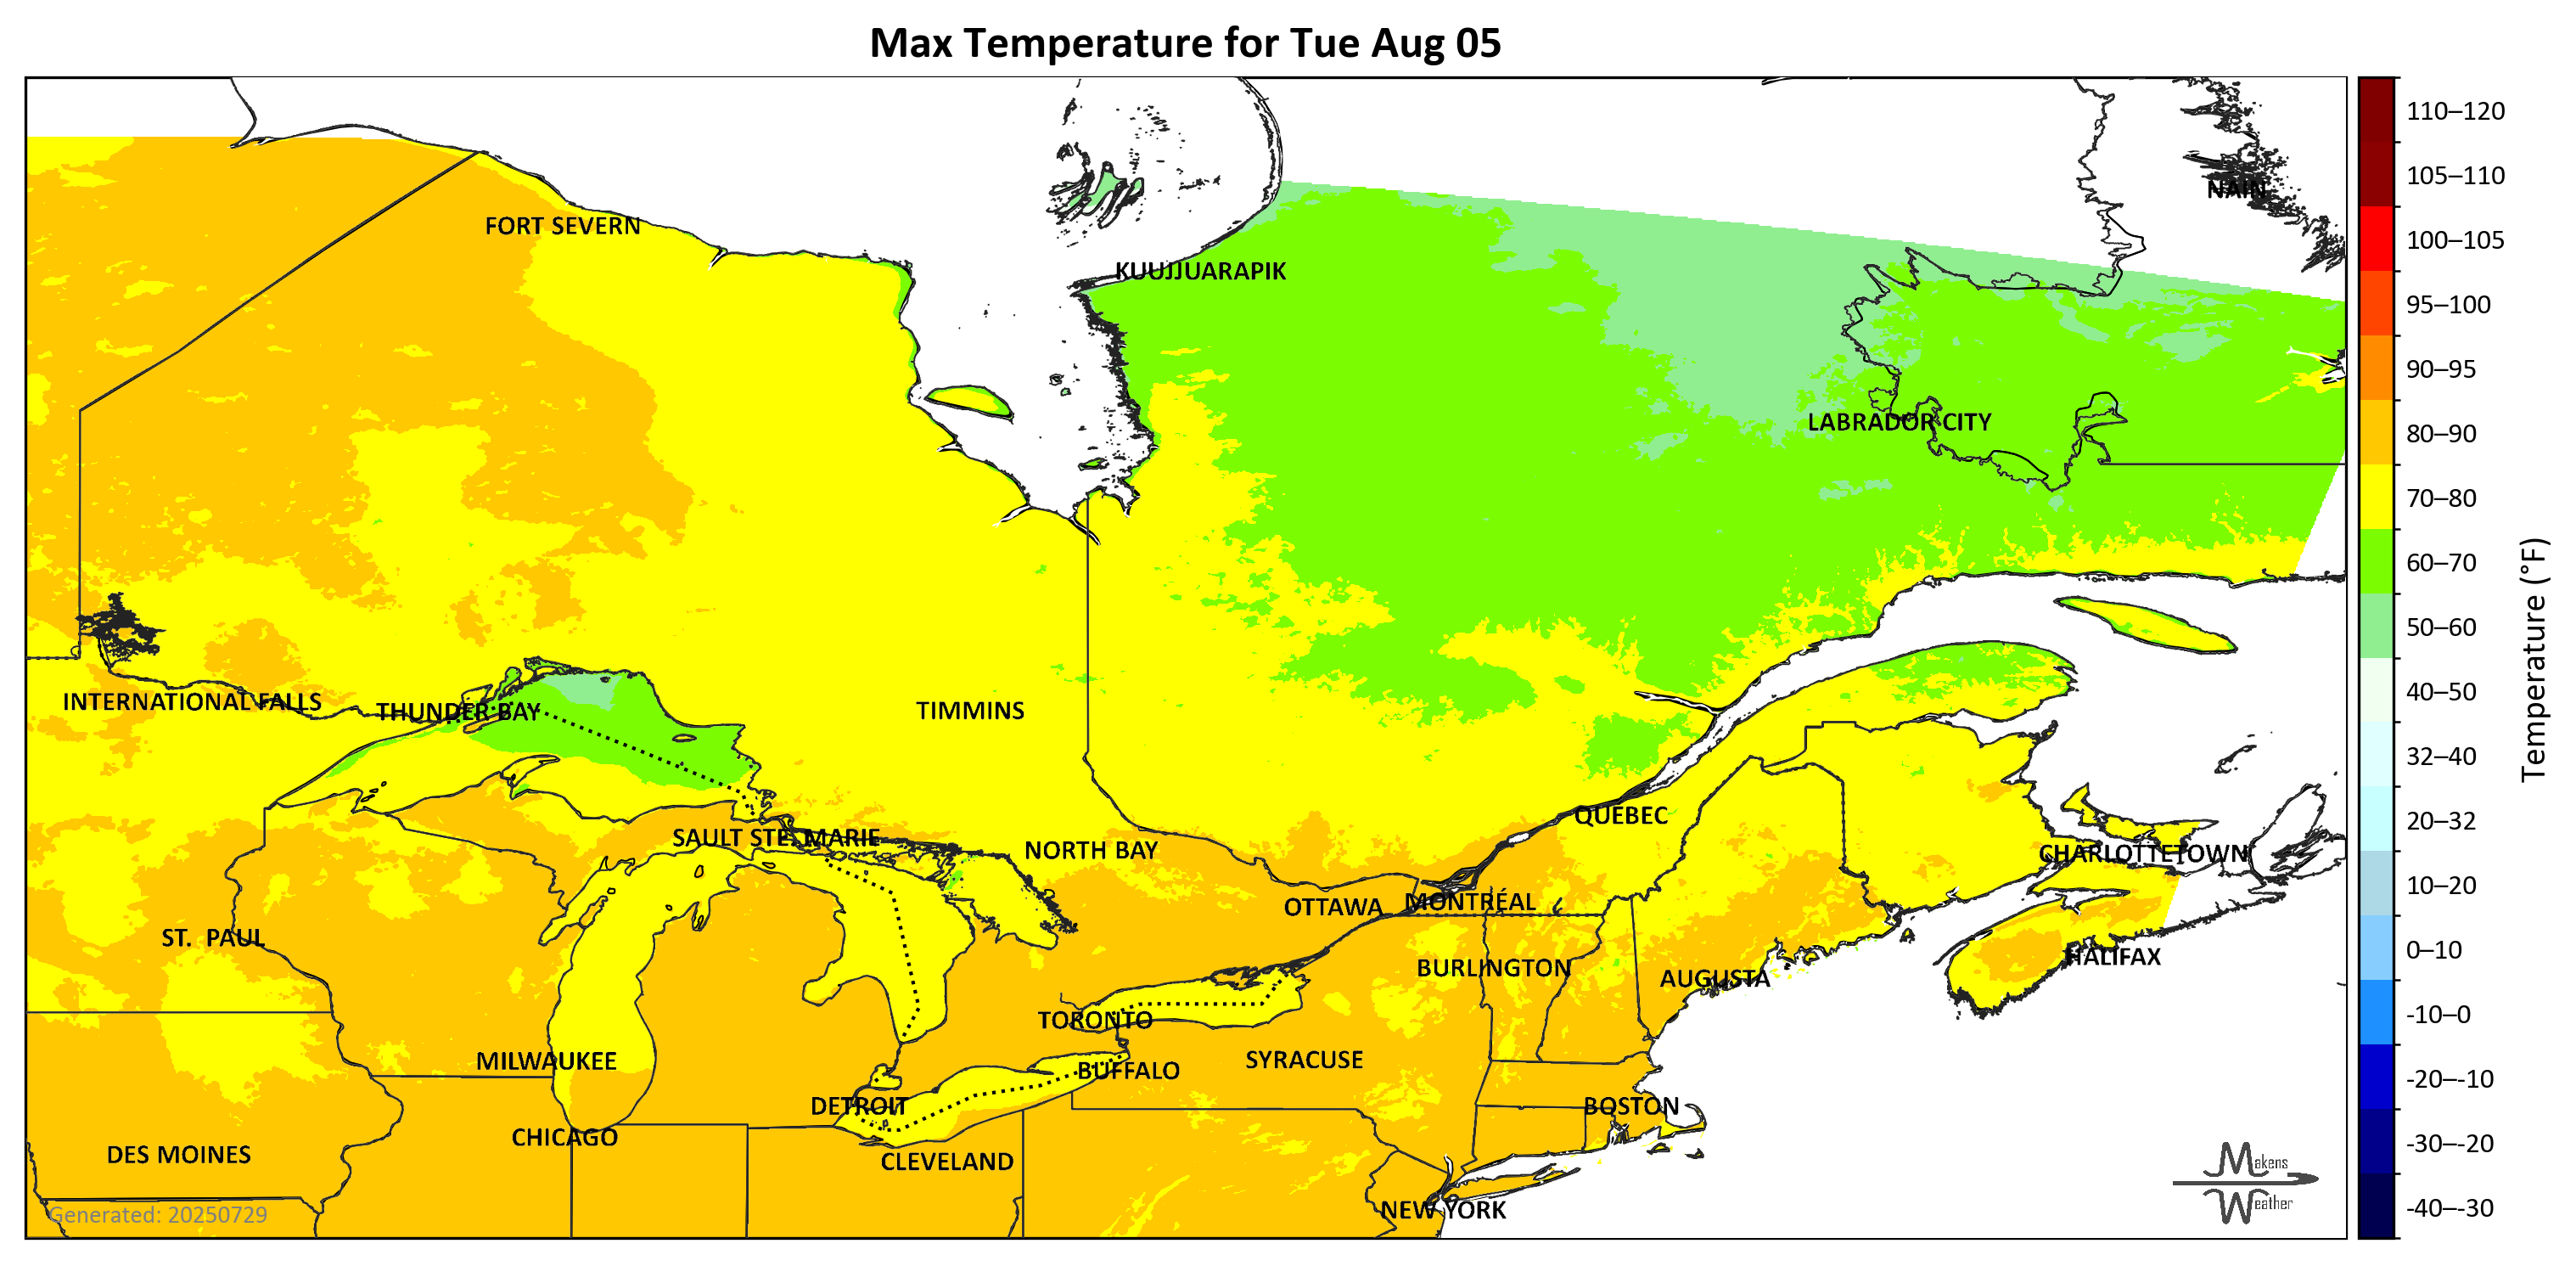 Max Temperature for Tue Aug 05
110–120
105–110
NAIN
FORT SEVERN
100–105
KUUJJUARAPIK
95–100
90–95
LABRADOR CITY
80–90
70–80
60–70
50–60
Temperature (°F)
INTERNATIONAL FALLS
THUNDER BAY
TIMMINS
40–50
32–40
QUEBEC
20–32
SAULT STE. MARIE
NORTH BAY
CHARLOTTETOWN
10–20
OTTAWA
MONTRÉAL
ST. PAUL
0–10
HALIFAX
BURLINGTON
AUGUSTA
TORONTO
-10–0
MILWAUKEE
BUFFALO
SYRACUSE
-20–-10
DETROIT
BOSTON
CHICAGO
-30–-20
DES MOINES
CLEVELAND
Makens
Weather
NEW YORK
-40–-30
Generated: 20250729